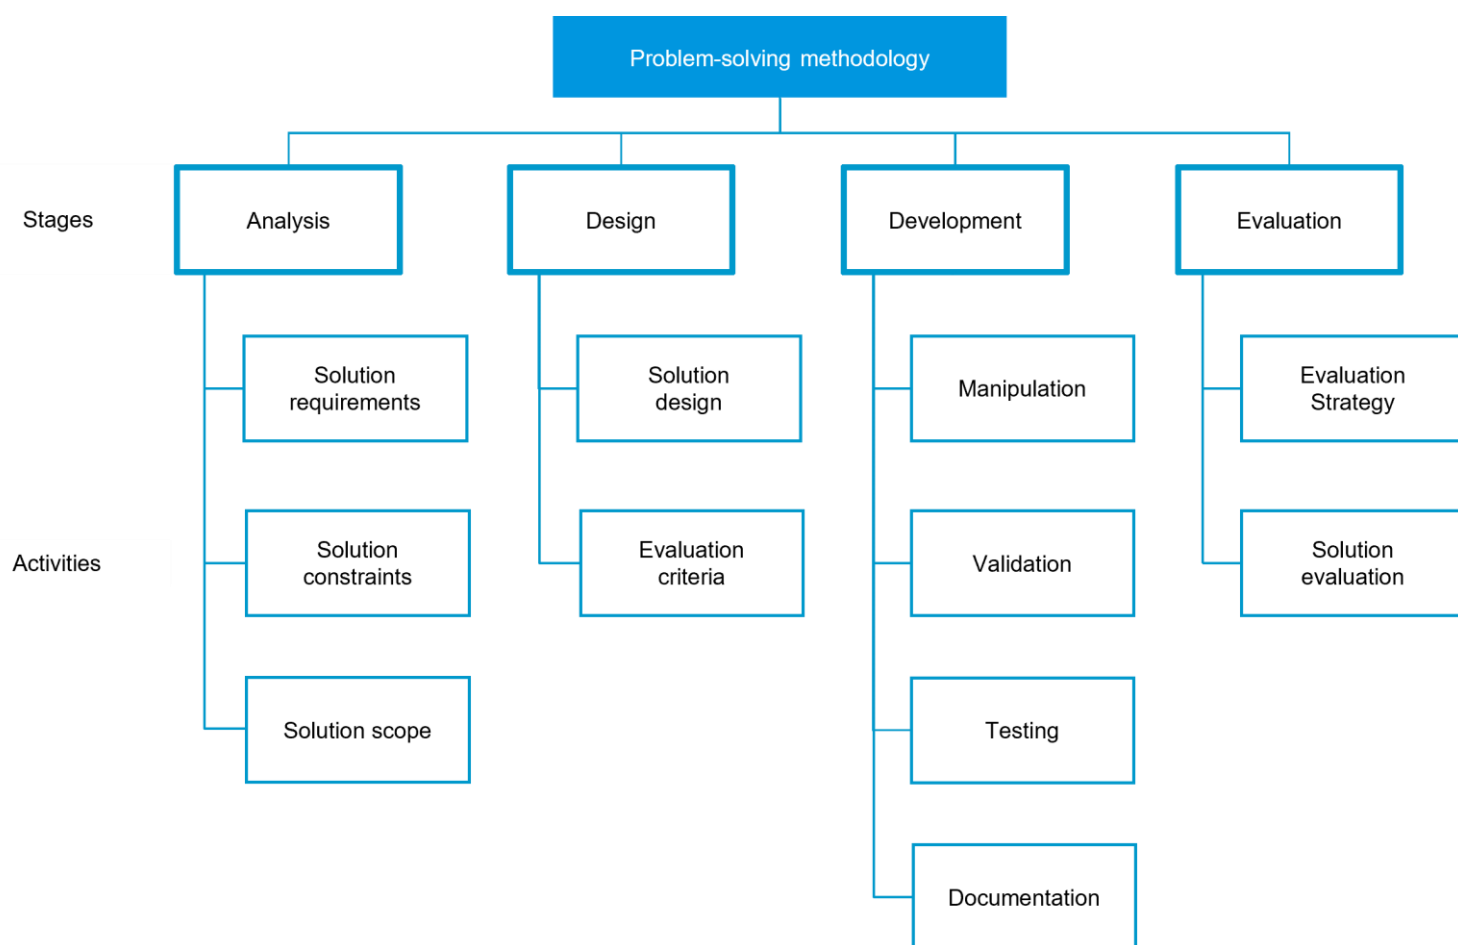 Problem-solving methodology
Stages
Analysis
Design
Development
Evaluation
Solution
requirements
Solution
design
Manipulation
Evaluation
Strategy
Activities
Solution
constraints
Evaluation
criteria
Validation
Solution
evaluation
Solution scope
Testing
Documentation